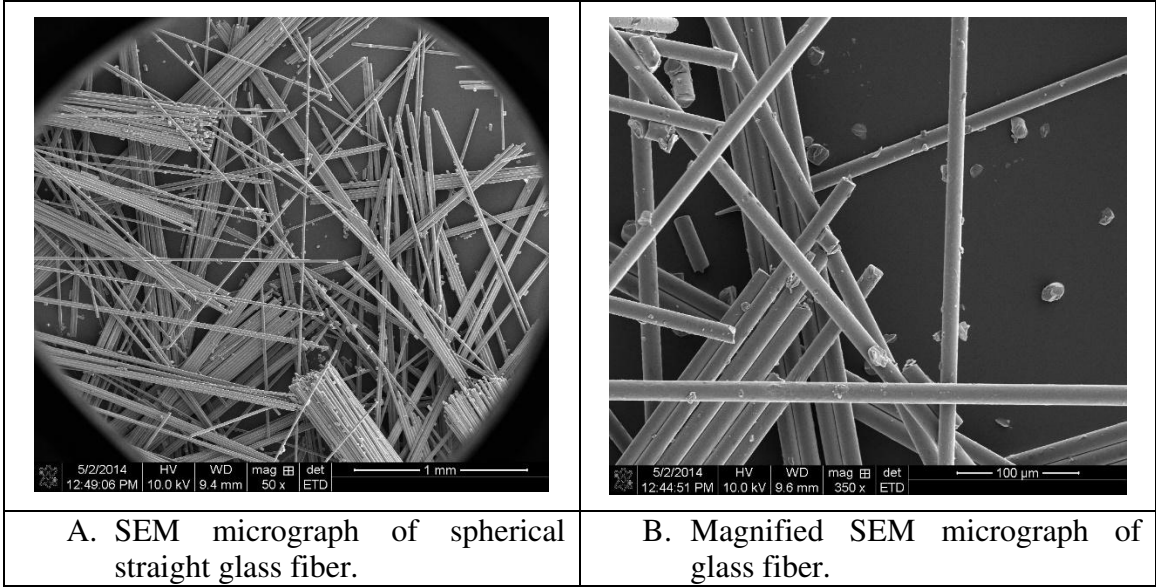 5/2/2014 HV WD mag det
12:49:06 PM 10.0 kV 9.4 mm 50 x ETD 1 mm
5/2/2014 HV WD mag det
12:44:51 PM 10.0 kV 9.6 mm 350 x ETD 100 µm
A. SEM micrograph of spherical
straight glass fiber.
B. Magnified SEM micrograph of
glass fiber.